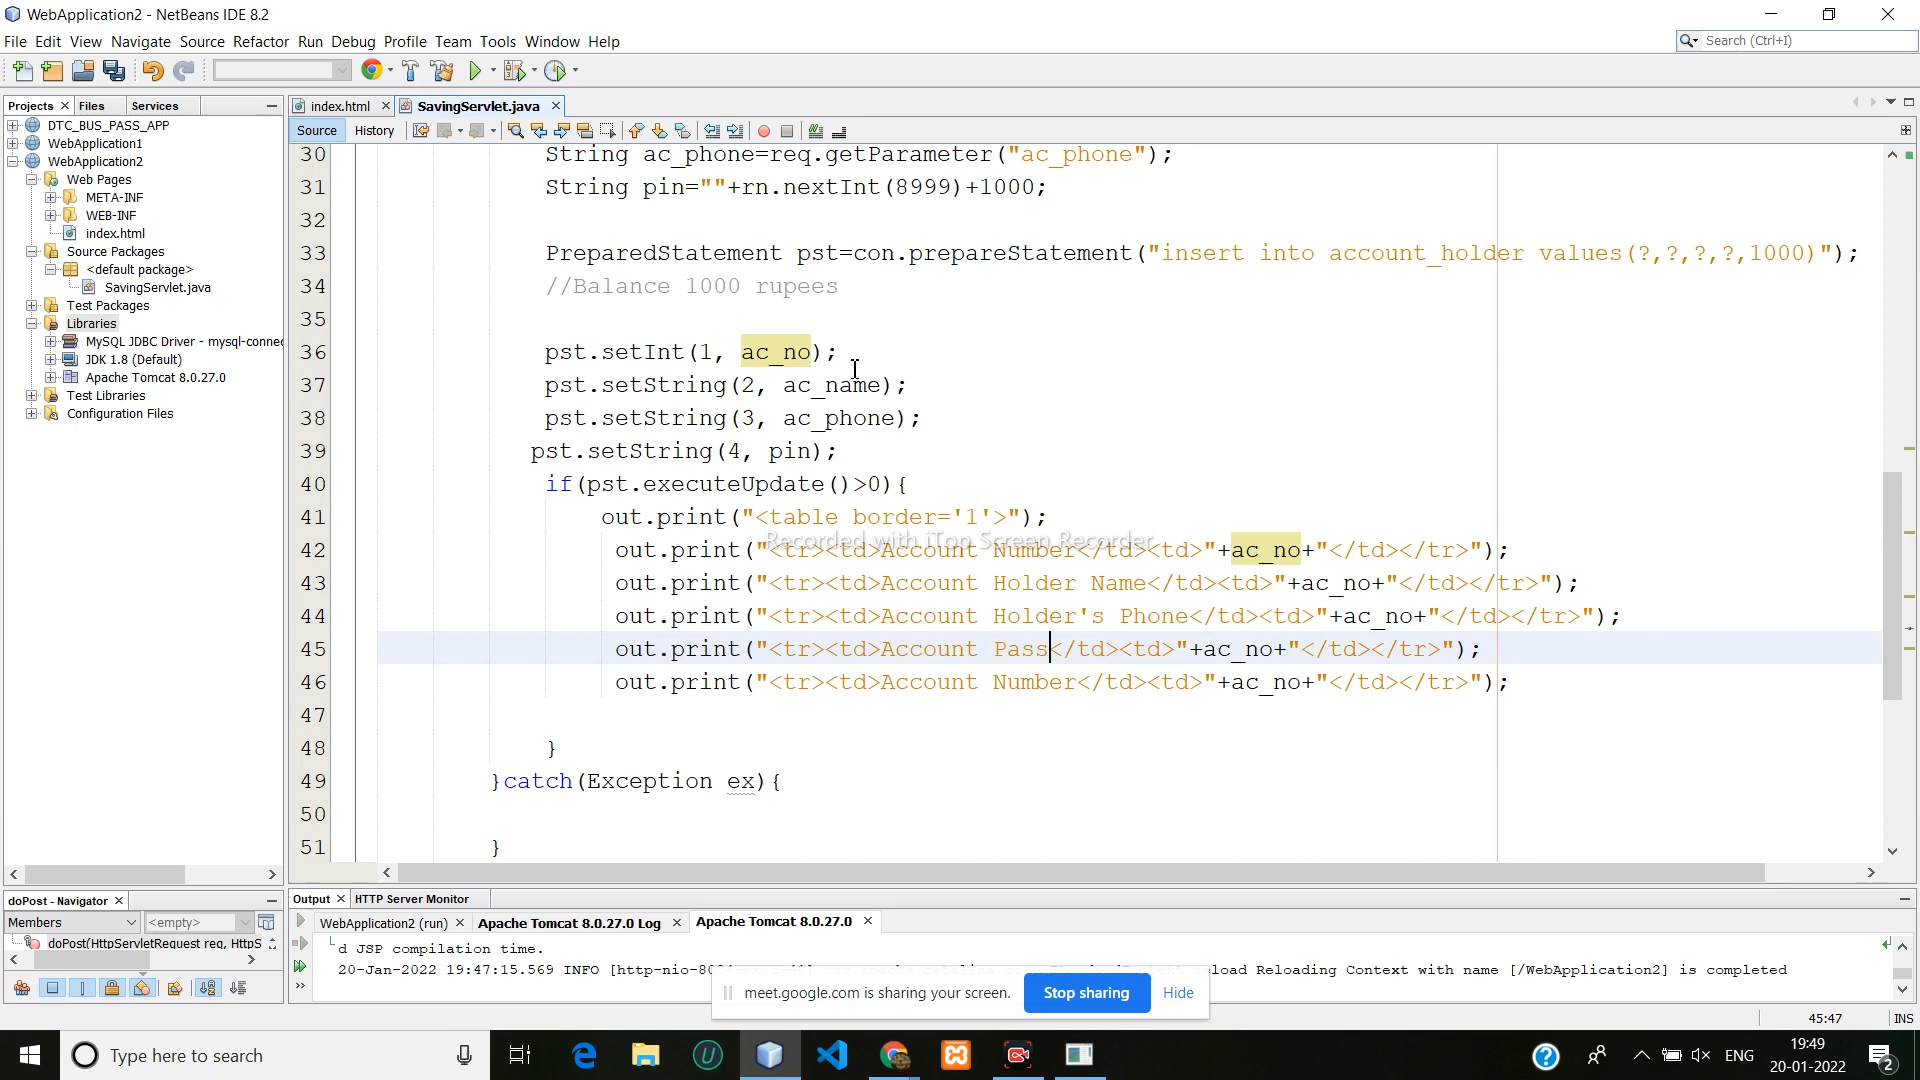 WebApplication2 - NetBeans IDE 8.2
File Edit View Navigate Source Refactor Run Debug Profile Team Tools Window Help
Search (Ctrl+I)
Projects Files Services
index.html SavingServlet.java
Source History
DTC_BUS_PASS_APP
WebApplication1
WebApplication2
Web Pages
META-INF
WEB-INF
index.html
Source Packages
<default package>
SavingServlet.java
Test Packages
Libraries
MySQL JDBC Driver - mysql-connec
JDK 1.8 (Default)
Apache Tomcat 8.0.27.0
Test Libraries
Configuration Files
30 String ac_phone=req.getParameter("ac_phone");
31 String pin=""+rn.nextInt(8999)+1000;
32
33 PreparedStatement pst=con.prepareStatement("insert into account_holder values(?,?,?,?,1000)");
34 //Balance 1000 rupees
35
36 pst.setInt(1, ac_no);
37 pst.setString(2, ac_name);
38 pst.setString(3, ac_phone);
39 pst.setString(4, pin);
40 if(pst.executeUpdate()>0){
41 out.print("<table border='1'>");
Recorded with iTop Screen Recorder
42 out.print("<tr><td>Account Number</td><td>"+ac_no+"</td></tr>");
43 out.print("<tr><td>Account Holder Name</td><td>"+ac_no+"</td></tr>");
44 out.print("<tr><td>Account Holder's Phone</td><td>"+ac_no+"</td></tr>");
45 out.print("<tr><td>Account Pass</td><td>"+ac_no+"</td></tr>");
46 out.print("<tr><td>Account Number</td><td>"+ac_no+"</td></tr>");
47
48 }
49 }catch(Exception ex){
50
51 }
doPost - Navigator
Members <empty>
doPost(HttpServletRequest req, HttpS
Output HTTP Server Monitor
WebApplication2 (run) Apache Tomcat 8.0.27.0 Log Apache Tomcat 8.0.27.0
d JSP compilation time.
20-Jan-2022 19:47:15.569 INFO Reloading Context with name [/WebApplication2] is completed
meet.google.com is sharing your screen. Stop sharing Hide
45:47 INS
Type here to search
ENG
19:49
20-01-2022
2